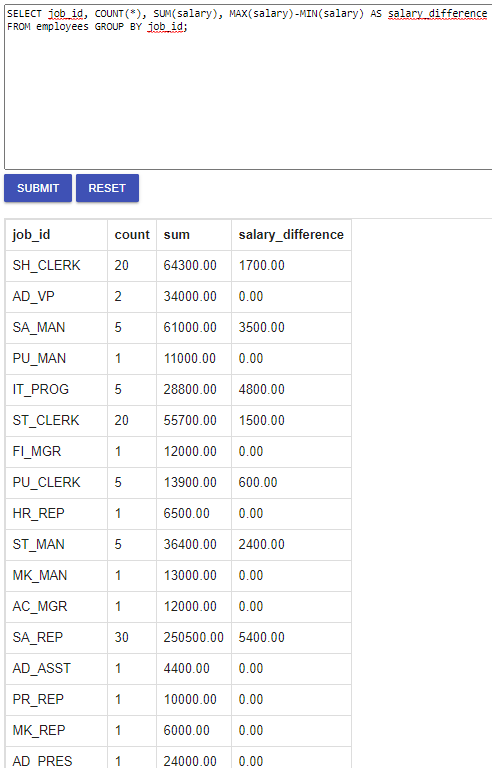 SELECT job_id, COUNT(*), SUM(salary), MAX(salary)-MIN(salary) AS salary_difference
FROM employees GROUP BY job_id;
SUBMIT RESET
job_id count sum salary_difference
SH_CLERK 20 64300.00 1700.00
AD_VP 2 34000.00 0.00
SA_MAN 5 61000.00 3500.00
PU_MAN 1 11000.00 0.00
IT_PROG 5 28800.00 4800.00
ST_CLERK 20 55700.00 1500.00
FI_MGR 1 12000.00 0.00
PU_CLERK 5 13900.00 600.00
HR_REP 1 6500.00 0.00
ST_MAN 5 36400.00 2400.00
MK_MAN 1 13000.00 0.00
AC_MGR 1 12000.00 0.00
SA_REP 30 250500.00 5400.00
AD_ASST 1 4400.00 0.00
PR_REP 1 10000.00 0.00
MK_REP 1 6000.00 0.00
AD_PRES 1 24000.00 0.00